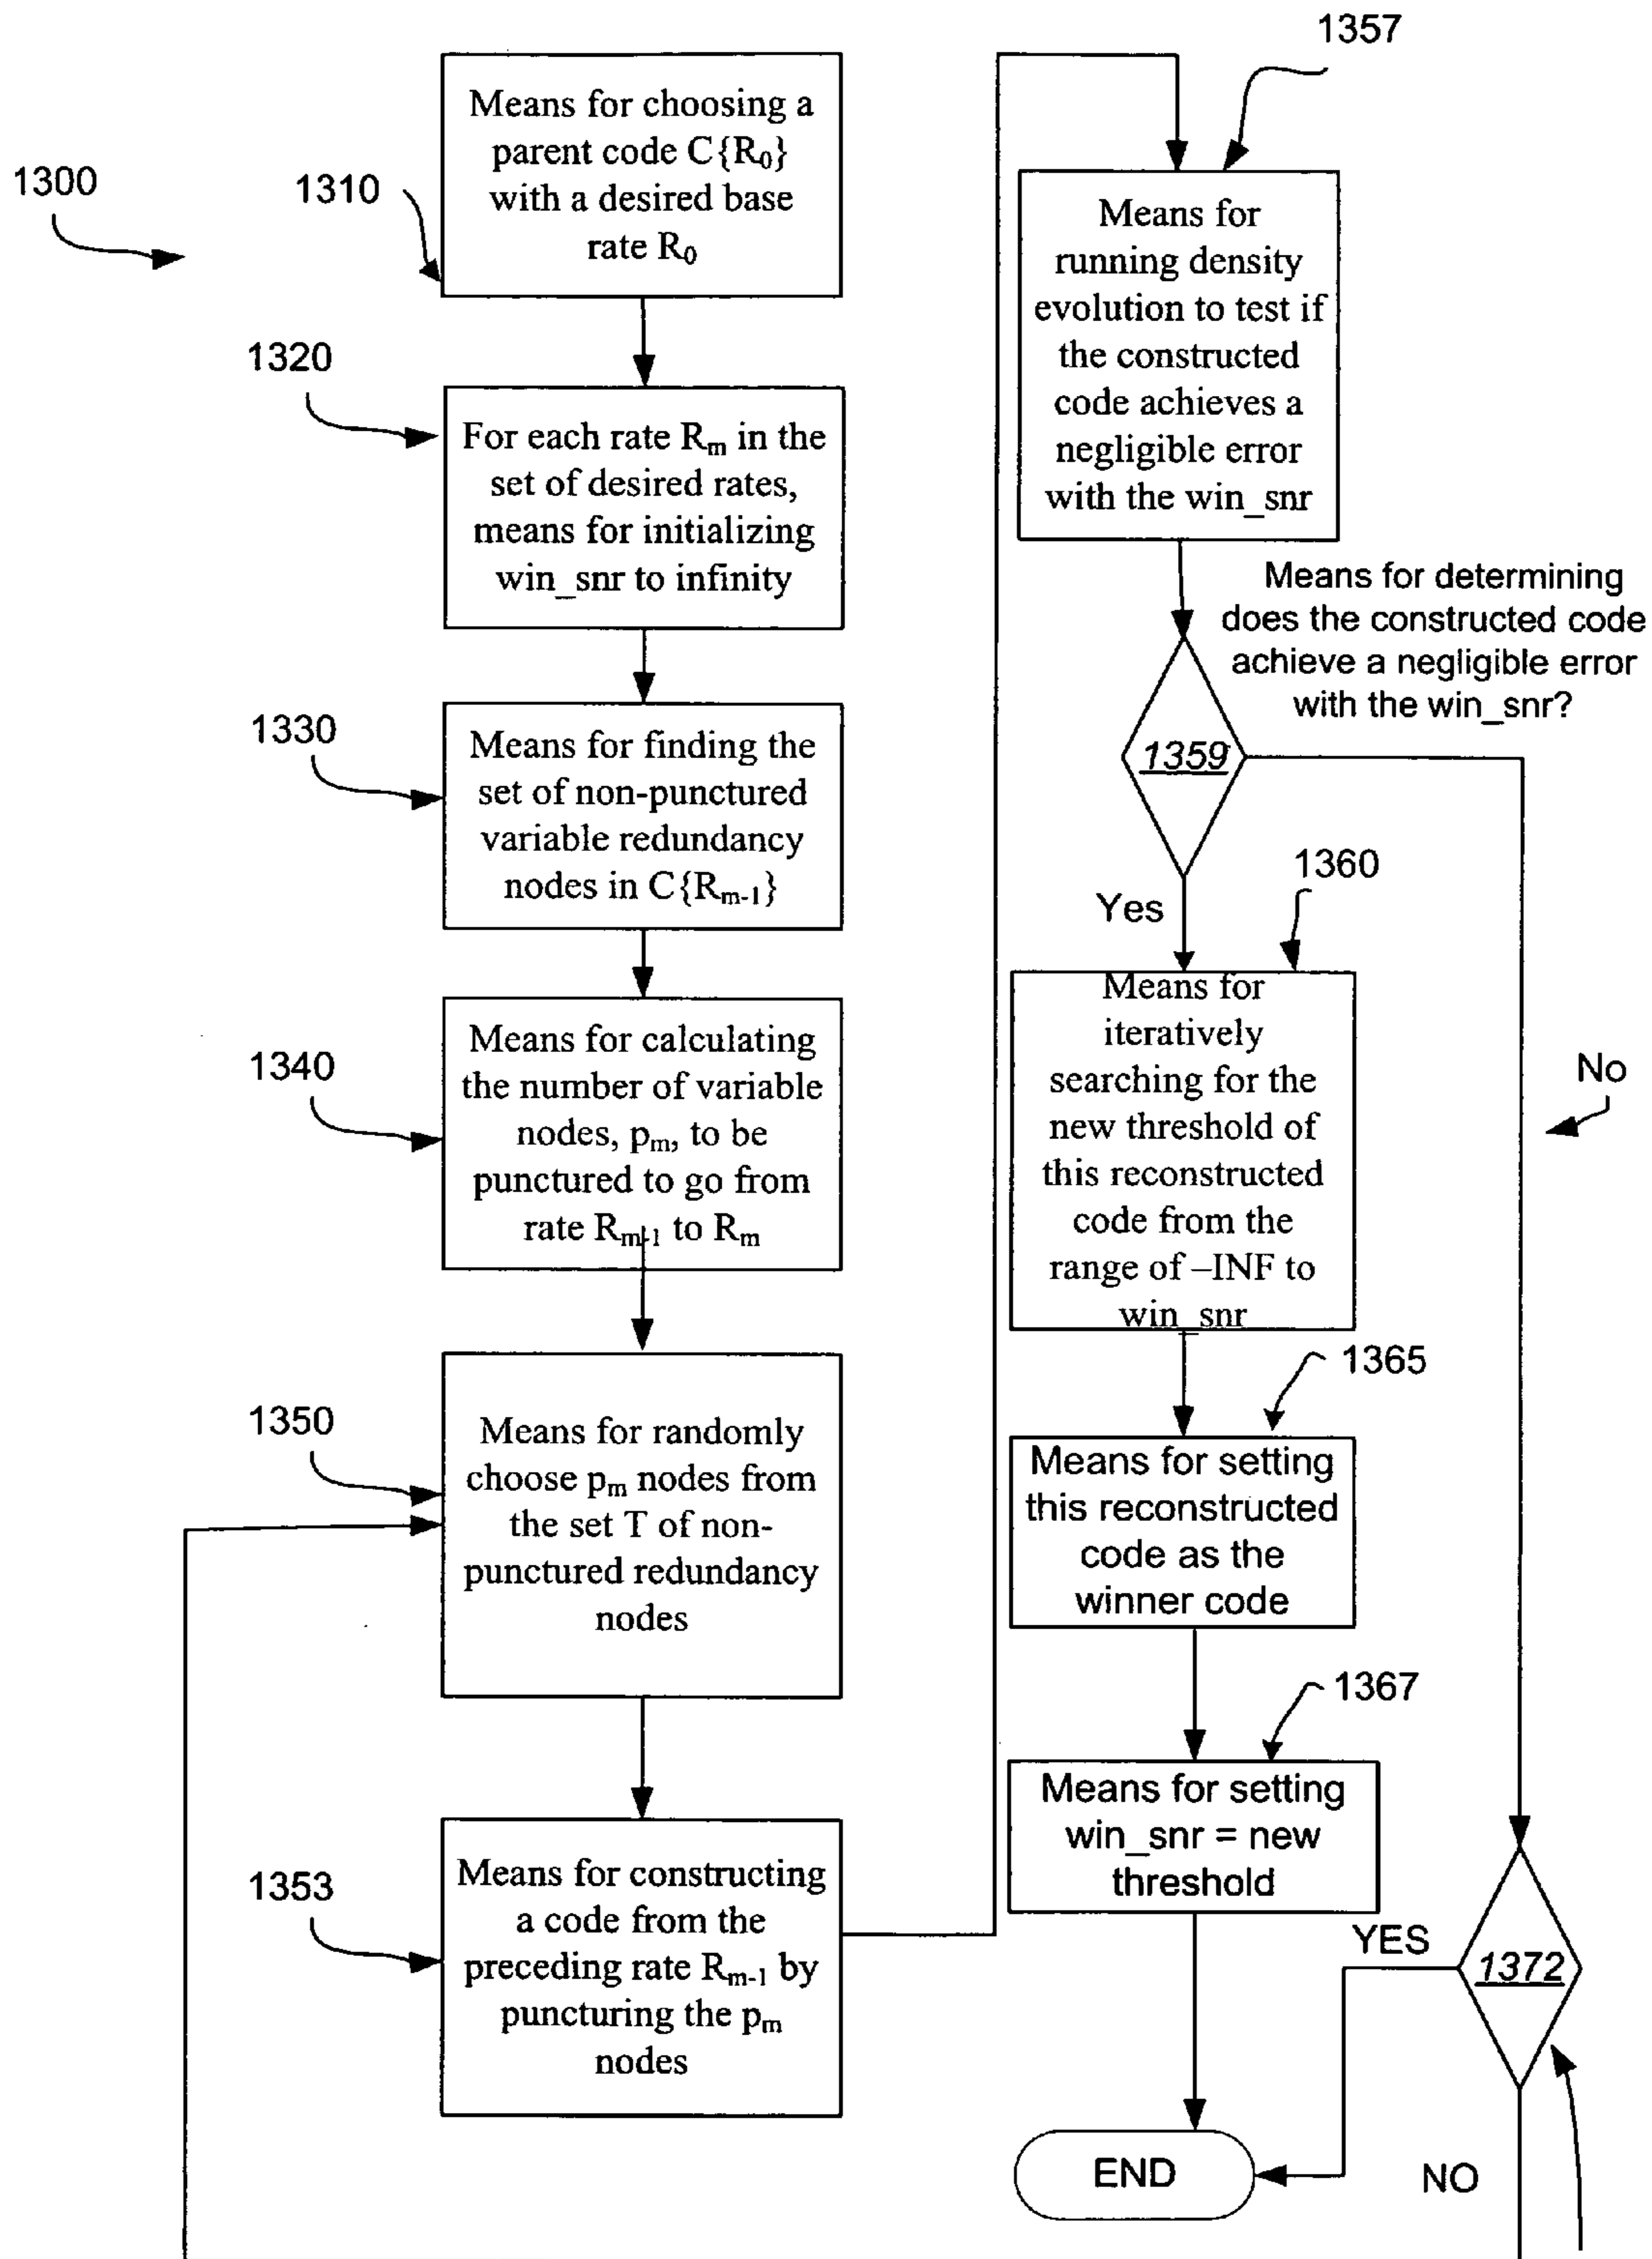 1300
1310
Means for choosing a
parent code C{R0}
with a desired base
rate R0
1320
For each rate Rm in the
set of desired rates,
means for initializing
win_snr to infinity
1330
Means for finding the
set of non-punctured
variable redundancy
nodes in C{Rm-1}
1340
Means for calculating
the number of variable
nodes, pm, to be
punctured to go from
rate Rm-1 to Rm
1350
Means for randomly
choose pm nodes from
the set T of non-
punctured redundancy
nodes
1353
Means for constructing
a code from the
preceding rate Rm-1 by
puncturing the pm
nodes
1357
Means for
running density
evolution to test if
the constructed
code achieves a
negligible error
with the win_snr
Means for determining
does the constructed code
achieve a negligible error
with the win_snr?
1359
Yes
No
1360
Means for
iteratively
searching for the
new threshold of
this reconstructed
code from the
range of –INF to
win_snr
1365
Means for setting
this reconstructed
code as the
winner code
1367
Means for setting
win_snr = new
threshold
YES
1372
END
NO